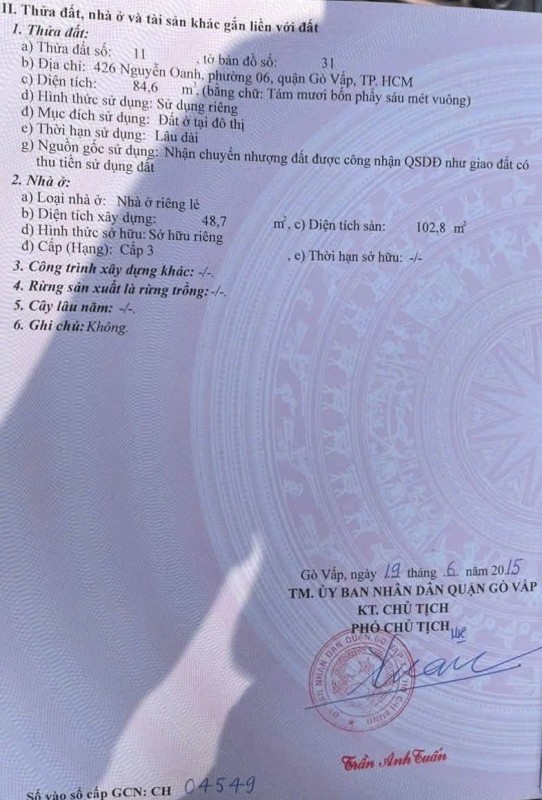 II. Thửa đất, nhà ở và tài sản khác gắn liền với đất
1. Thửa đất:
a) Thửa đất số: 11 , tờ bản đồ số: 31
b) Địa chỉ: 426 Nguyễn Oanh, phường 06, quận Gò Vấp, TP. HCM
c) Diện tích: 84,6 m², (bằng chữ: Tám mươi bốn phẩy sáu mét vuông)
d) Hình thức sử dụng: Sử dụng riêng
đ) Mục đích sử dụng: Đất ở tại đô thị
e) Thời hạn sử dụng: Lâu dài
g) Nguồn gốc sử dụng: Nhận chuyển nhượng đất được công nhận QSDĐ như giao đất có
thu tiền sử dụng đất
2. Nhà ở:
a) Loại nhà ở: Nhà ở riêng lẻ
b) Diện tích xây dựng: 48,7 m², c) Diện tích sàn: 102,8 m²
d) Hình thức sở hữu: Sở hữu riêng
đ) Cấp (Hạng): Cấp 3 , e) Thời hạn sở hữu: -/-
3. Công trình xây dựng khác: -/-.
4. Rừng sản xuất là rừng trồng: -/-.
5. Cây lâu năm: -/-.
6. Ghi chú: Không.
Gò Vấp, ngày 19 tháng 6 năm 2015
TM. ỦY BAN NHÂN DÂN QUẬN GÒ VẤP
KT. CHỦ TỊCH
PHÓ CHỦ TỊCH
Trần Anh Tuấn
Số vào sổ cấp GCN: CH 04549